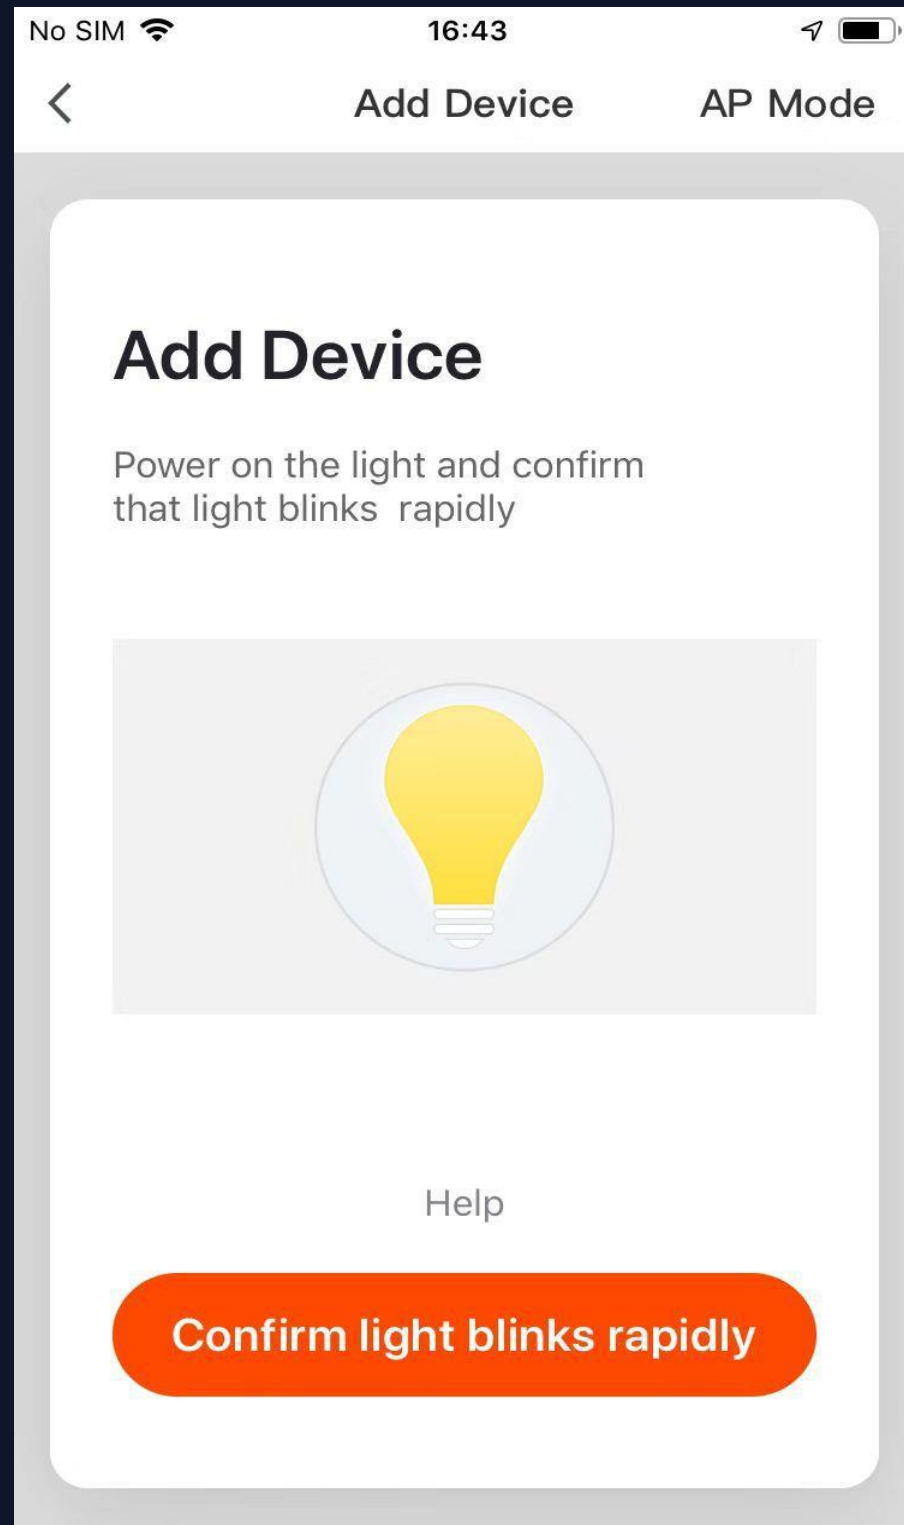 No SIM 16:43
Add Device AP Mode
Add Device
Power on the light and confirm
that light blinks  rapidly
Help
Confirm light blinks rapidly